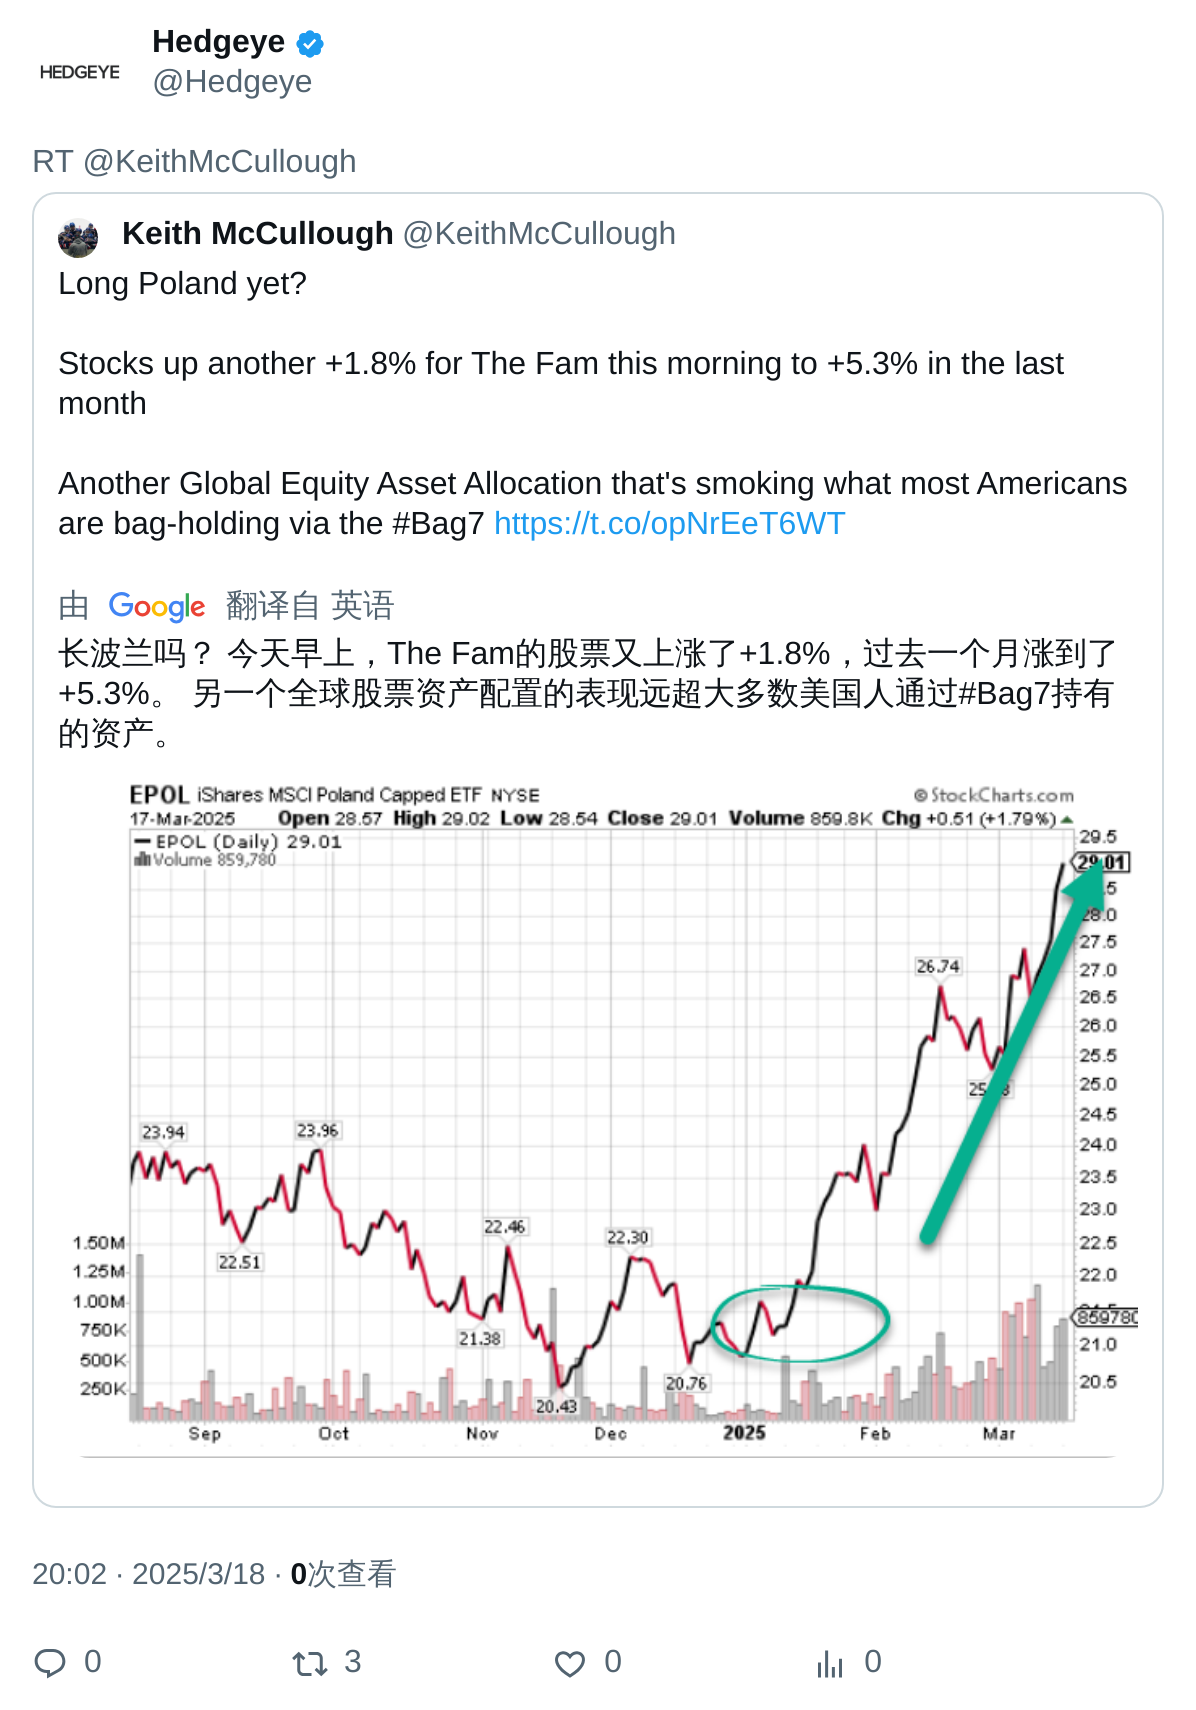 Hedgeye
HEDGEYE
@Hedgeye
RT @KeithMcCullough
Keith McCullough @KeithMcCullough
Long Poland yet?
Stocks up another +1.8% for The Fam this morning to +5.3% in the last
month
Another Global Equity Asset Allocation that's smoking what most Americans
are bag-holding via the #Bag7 https://t.co/opNrEeT6WT
由 Google 翻译自 英语
长波兰吗？ 今天早上，The Fam的股票又上涨了+1.8%，过去一个月涨到了
+5.3%。 另一个全球股票资产配置的表现远超大多数美国人通过#Bag7持有
的资产。
EPOL iShares MSCI Poland Capped ETF NYSE © StockCharts.com
17-Mar-2025 Open 28.57 High 29.02 Low 28.54 Close 29.01 Volume 859.8K Chg +0.51 (+1.79%)
EPOL (Daily) 29.01
Volume 859,780
29.5
29.01
28.0
27.5
26.74
27.0
26.5
26.0
25.5
25.0
24.5
23.94
23.96
24.0
23.5
23.0
22.46
22.30
22.51
1.50M
22.5
1.25M
22.0
1.00M
859780
750K
21.38
21.0
500K
20.76
250K
20.5
20.43
Sep Oct Nov Dec 2025 Feb Mar
20:02 · 2025/3/18 · 0次查看
0 3 0 0